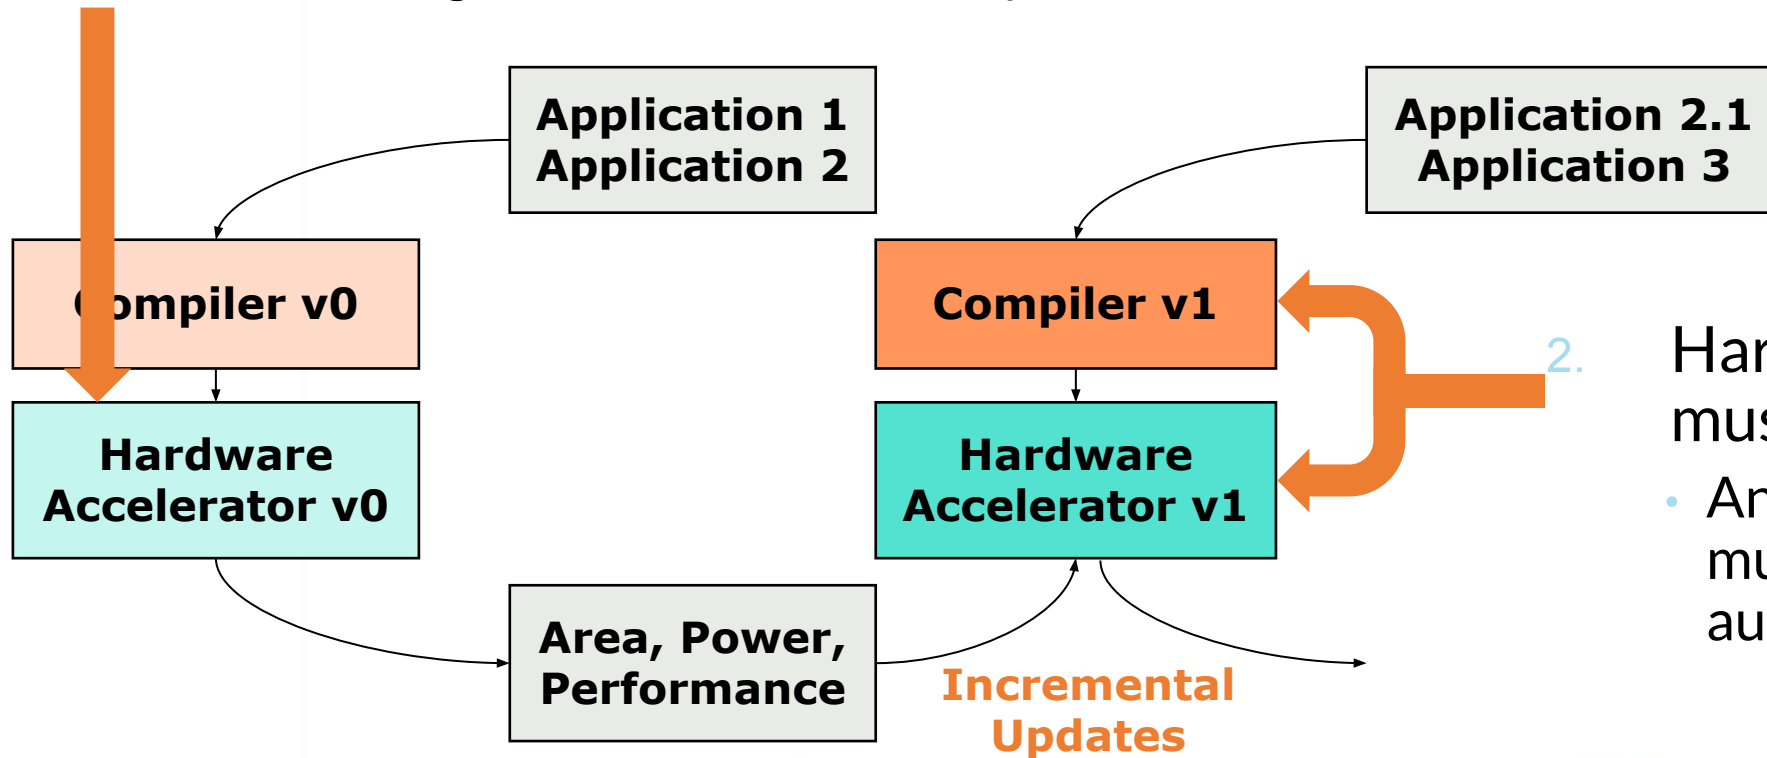 Application 1
Application 2
Application 2.1
Application 3
Compiler v0
Compiler v1
Hardware
Accelerator v0
Hardware
Accelerator v1
2.
Area, Power,
Performance
Incremental
Updates